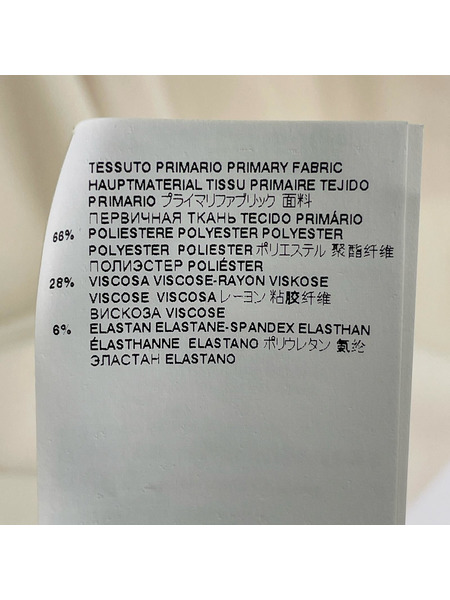 TESSUTO PRIMARIO PRIMARY FABRIC
HAUPTMATERIAL TISSU PRIMAIRE TEJIDO
PRIMARIO プライマリファブリック 面料
ПЕРВИЧНАЯ ТКАНЬ TECIDO PRIMÁRIO
66% POLIESTERE POLYESTER POLYESTER
POLYESTER POLIESTER ポリエステル 聚酯纤维
ПОЛИЭСТЕР POLIÉSTER
28% VISCOSA VISCOSE-RAYON VISKOSE
VISCOSE VISCOSA レーヨン 粘胶纤维
ВИСКОЗА VISCOSE
6% ELASTAN ELASTANE-SPANDEX ELASTHAN
ÉLASTHANNE ELASTANO ポリウレタン 氨纶
ЭЛАСТАН ELASTANO